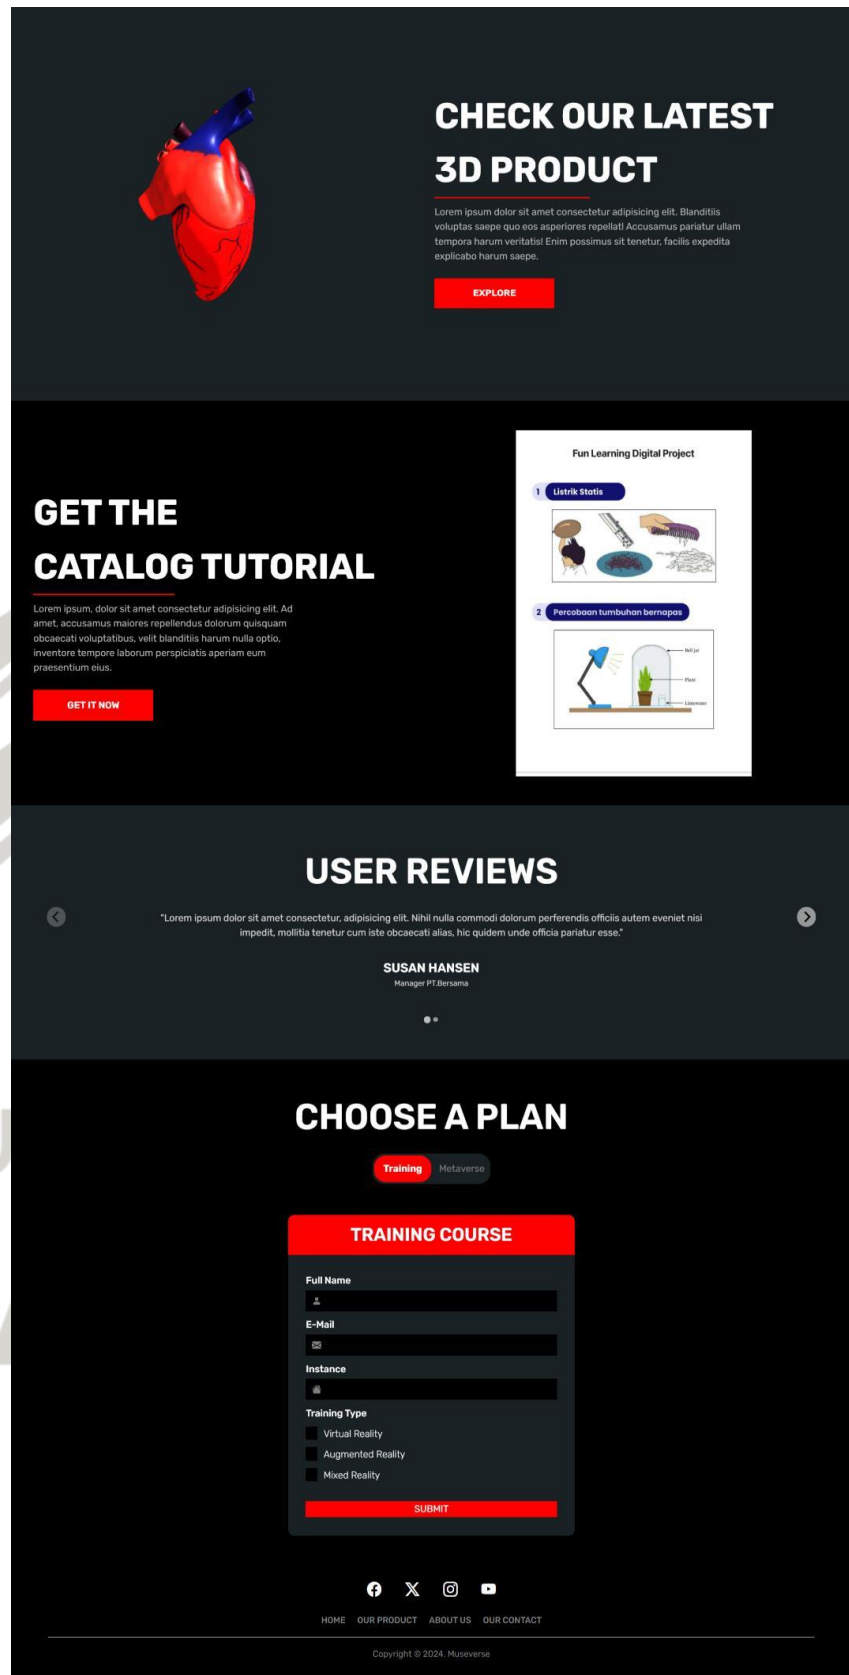 CHECK OUR LATEST
3D PRODUCT
Lorem ipsum dolor sit amet consectetur adipisicing elit. Blanditiis
voluptas saepe quo eos asperiores repellat! Accusamus pariatur ullam
tempora harum veritatis! Enim possimus sit tenetur, facilis expedita
explicabo harum saepe.
EXPLORE
GET THE
CATALOG TUTORIAL
Lorem ipsum, dolor sit amet consectetur adipisicing elit. Ad
amet, accusamus maiores repellendus dolorum quisquam
obcaecati voluptatibus, velit blanditiis harum nulla optio,
inventore tempore laborum perspiciatis aperiam eum
praesentium eius.
GET IT NOW
Fun Learning Digital Project
1 Listrik Statis
2 Percobaan tumbuhan bernapas
Bell jar
Plant
Limewater
USER REVIEWS
"Lorem ipsum dolor sit amet consectetur, adipisicing elit. Nihil nulla commodi dolorum perferendis officiis autem eveniet nisi
impedit, mollitia tenetur cum iste obcaecati alias, hic quidem unde officia pariatur esse."
SUSAN HANSEN
Manager PT.Bersama
CHOOSE A PLAN
Training Metaverse
TRAINING COURSE
Full Name
E-Mail
Instance
Training Type
Virtual Reality
Augmented Reality
Mixed Reality
SUBMIT
HOME OUR PRODUCT ABOUT US OUR CONTACT
Copyright © 2024. Museverse